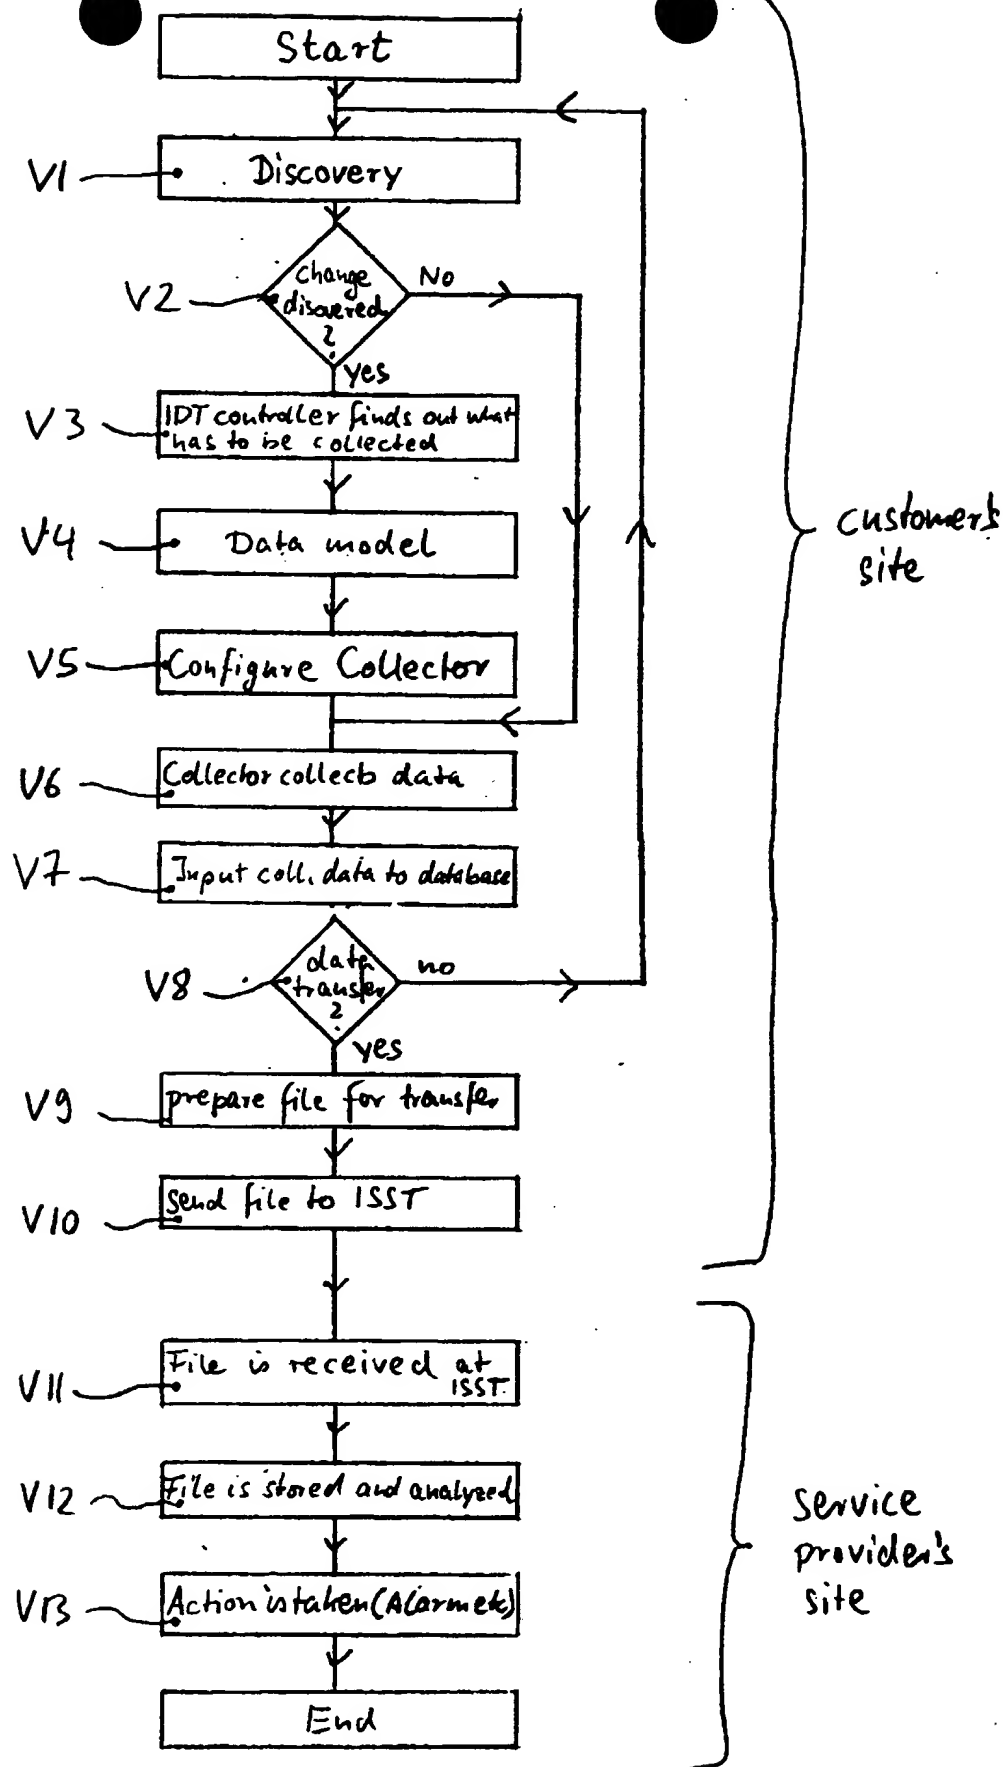 Start
V1
Discovery
V2
change
discovered
?
No
yes
V3
IDT controller finds out what
has to be collected
customer's
site
V4
Data model
V5
Configure Collector
V6
Collector collects data
V7
Input coll. data to database
V8
data
transfer
?
no
yes
V9
prepare file for transfer
V10
send file to ISST
V11
File is received at
ISST.
V12
File is stored and analyzed
service
provider's
site
V13
Action is taken (Alarm etc)
End